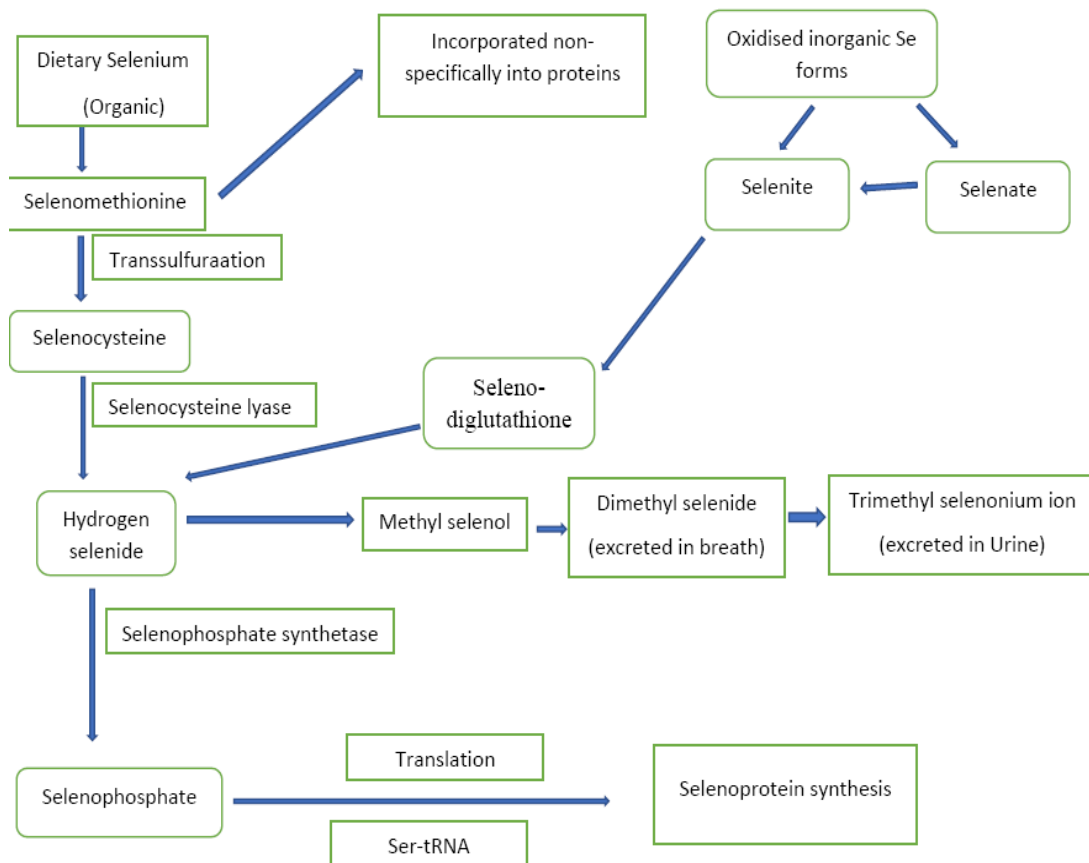 Dietary Selenium
(Organic)
Incorporated non-
specifically into proteins
Oxidised inorganic Se
forms
Selenomethionine
Selenite
Selenate
Transsulfuraation
Selenocysteine
Selenocysteine lyase
Seleno-
diglutathione
Hydrogen
selenide
Methyl selenol
Dimethyl selenide
(excreted in breath)
Trimethyl selenonium ion
(excreted in Urine)
Selenophosphate synthetase
Selenophosphate
Translation
Ser-tRNA
Selenoprotein synthesis